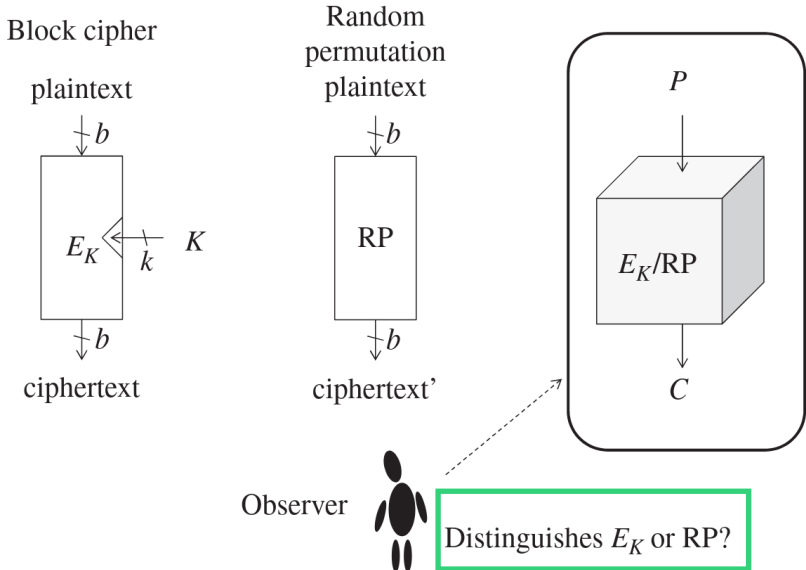 Block cipher
plaintext
b
E_K
K
k
b
ciphertext
Random
permutation
plaintext
b
RP
b
ciphertext’
P
E_K/RP
C
Observer
Distinguishes E_K or RP?